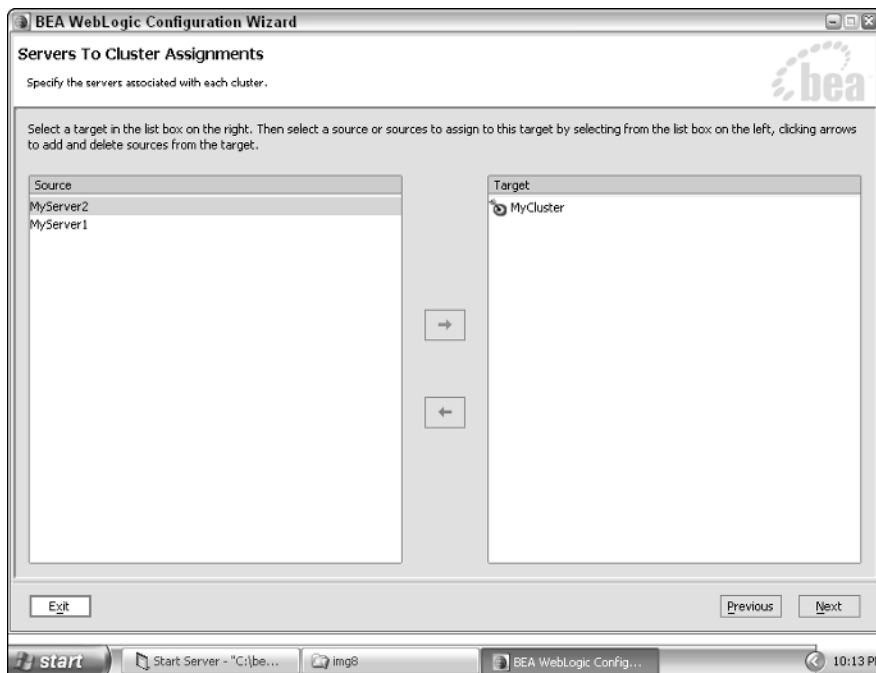 BEA WebLogic Configuration Wizard
Servers To Cluster Assignments
Specify the servers associated with each cluster.
bea
Select a target in the list box on the right. Then select a source or sources to assign to this target by selecting from the list box on the left, clicking arrows
to add and delete sources from the target.
Source
MyServer2
MyServer1
Target
MyCluster
Exit
Previous
Next
start
Start Server - "C:\be...
img8
BEA WebLogic Config...
10:13 P